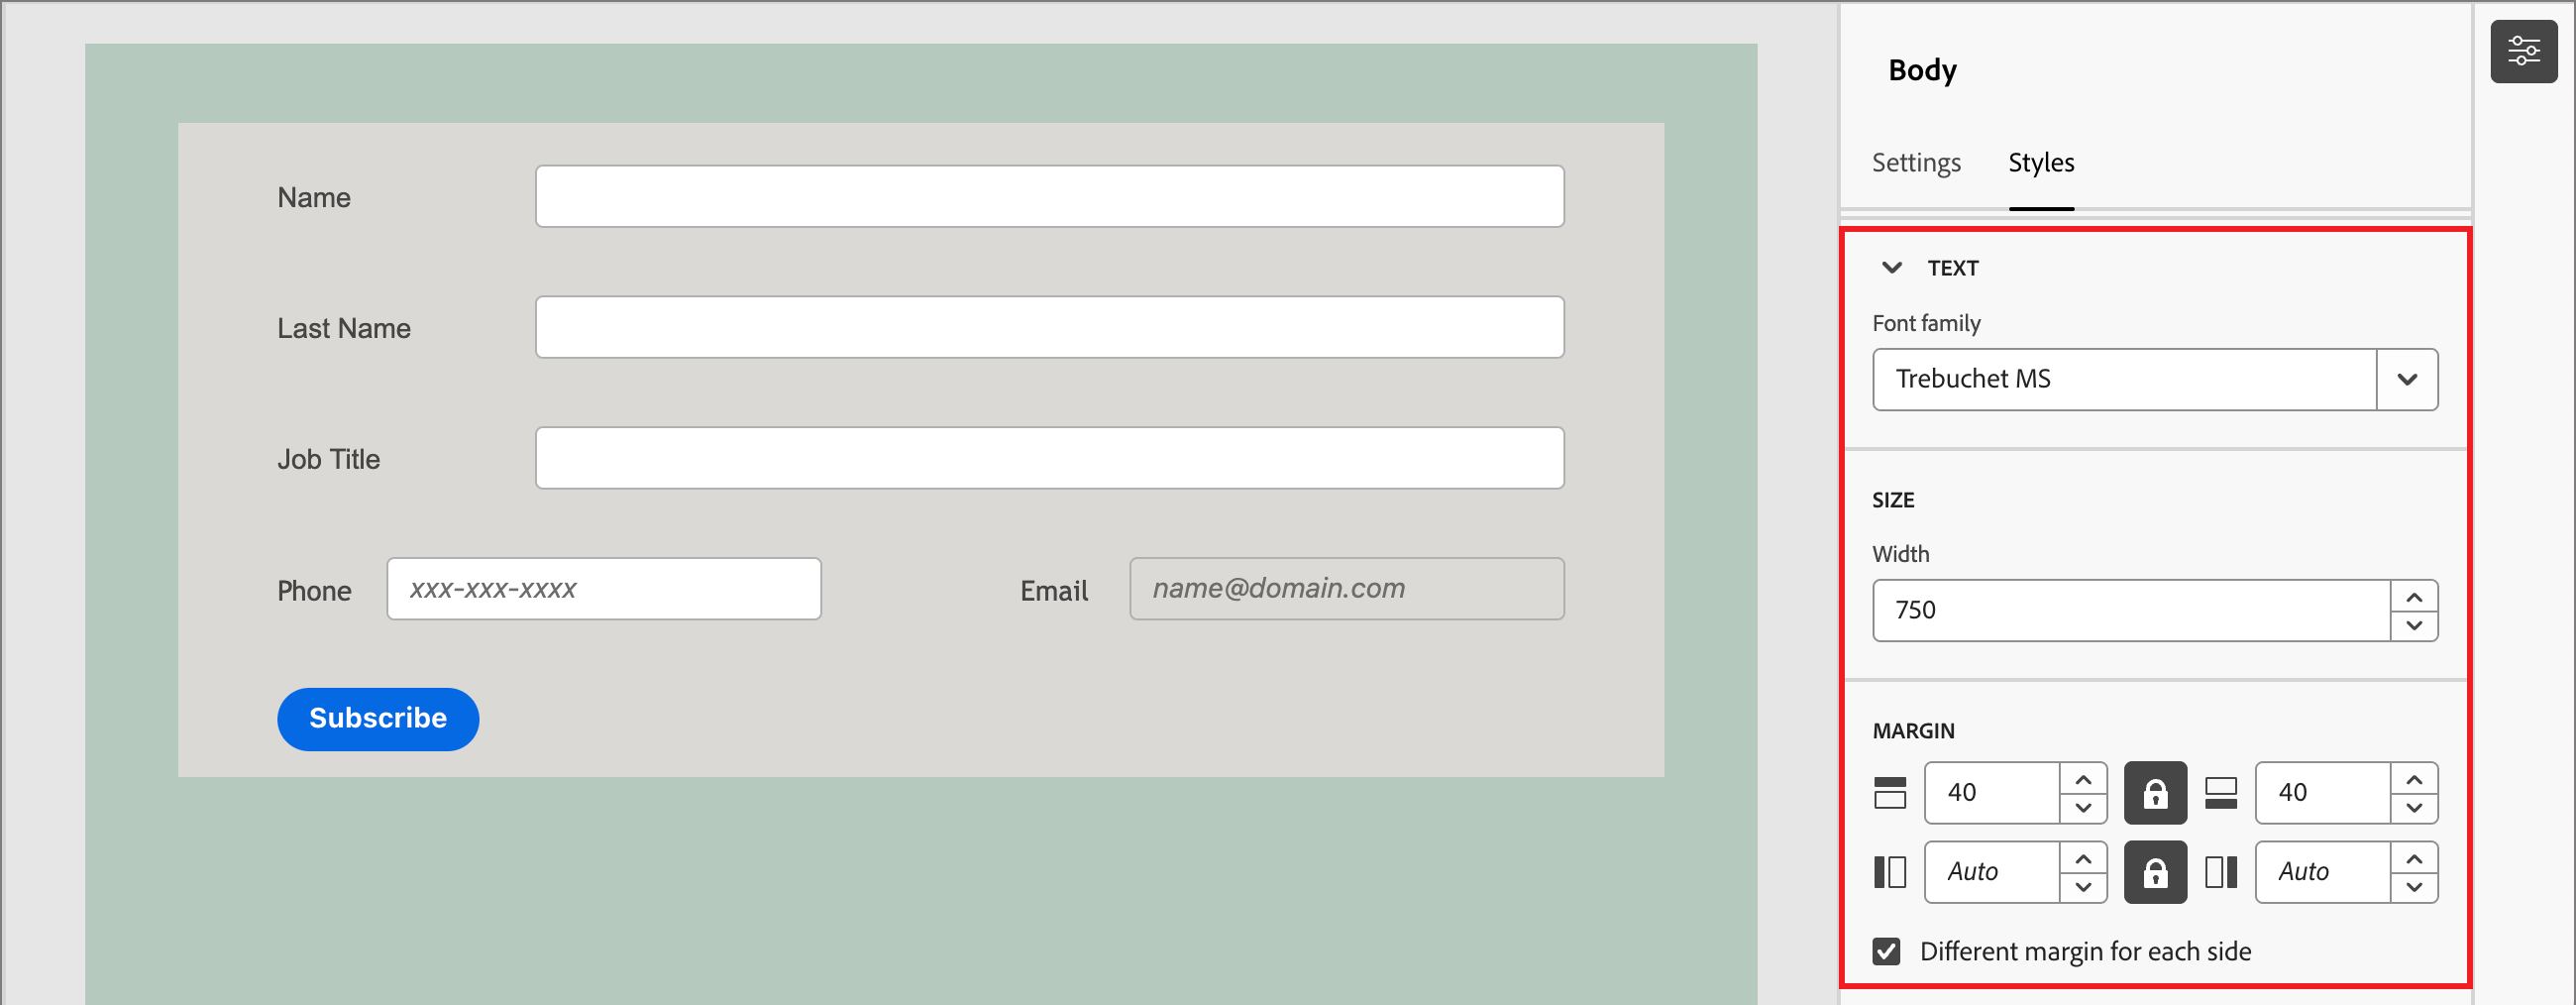 Name
Last Name
Job Title
Phone xxx-xxx-xxxx Email name@domain.com
Subscribe
Body
Settings Styles
TEXT
Font family
Trebuchet MS
SIZE
Width
750
MARGIN
40 40
Auto Auto
Different margin for each side